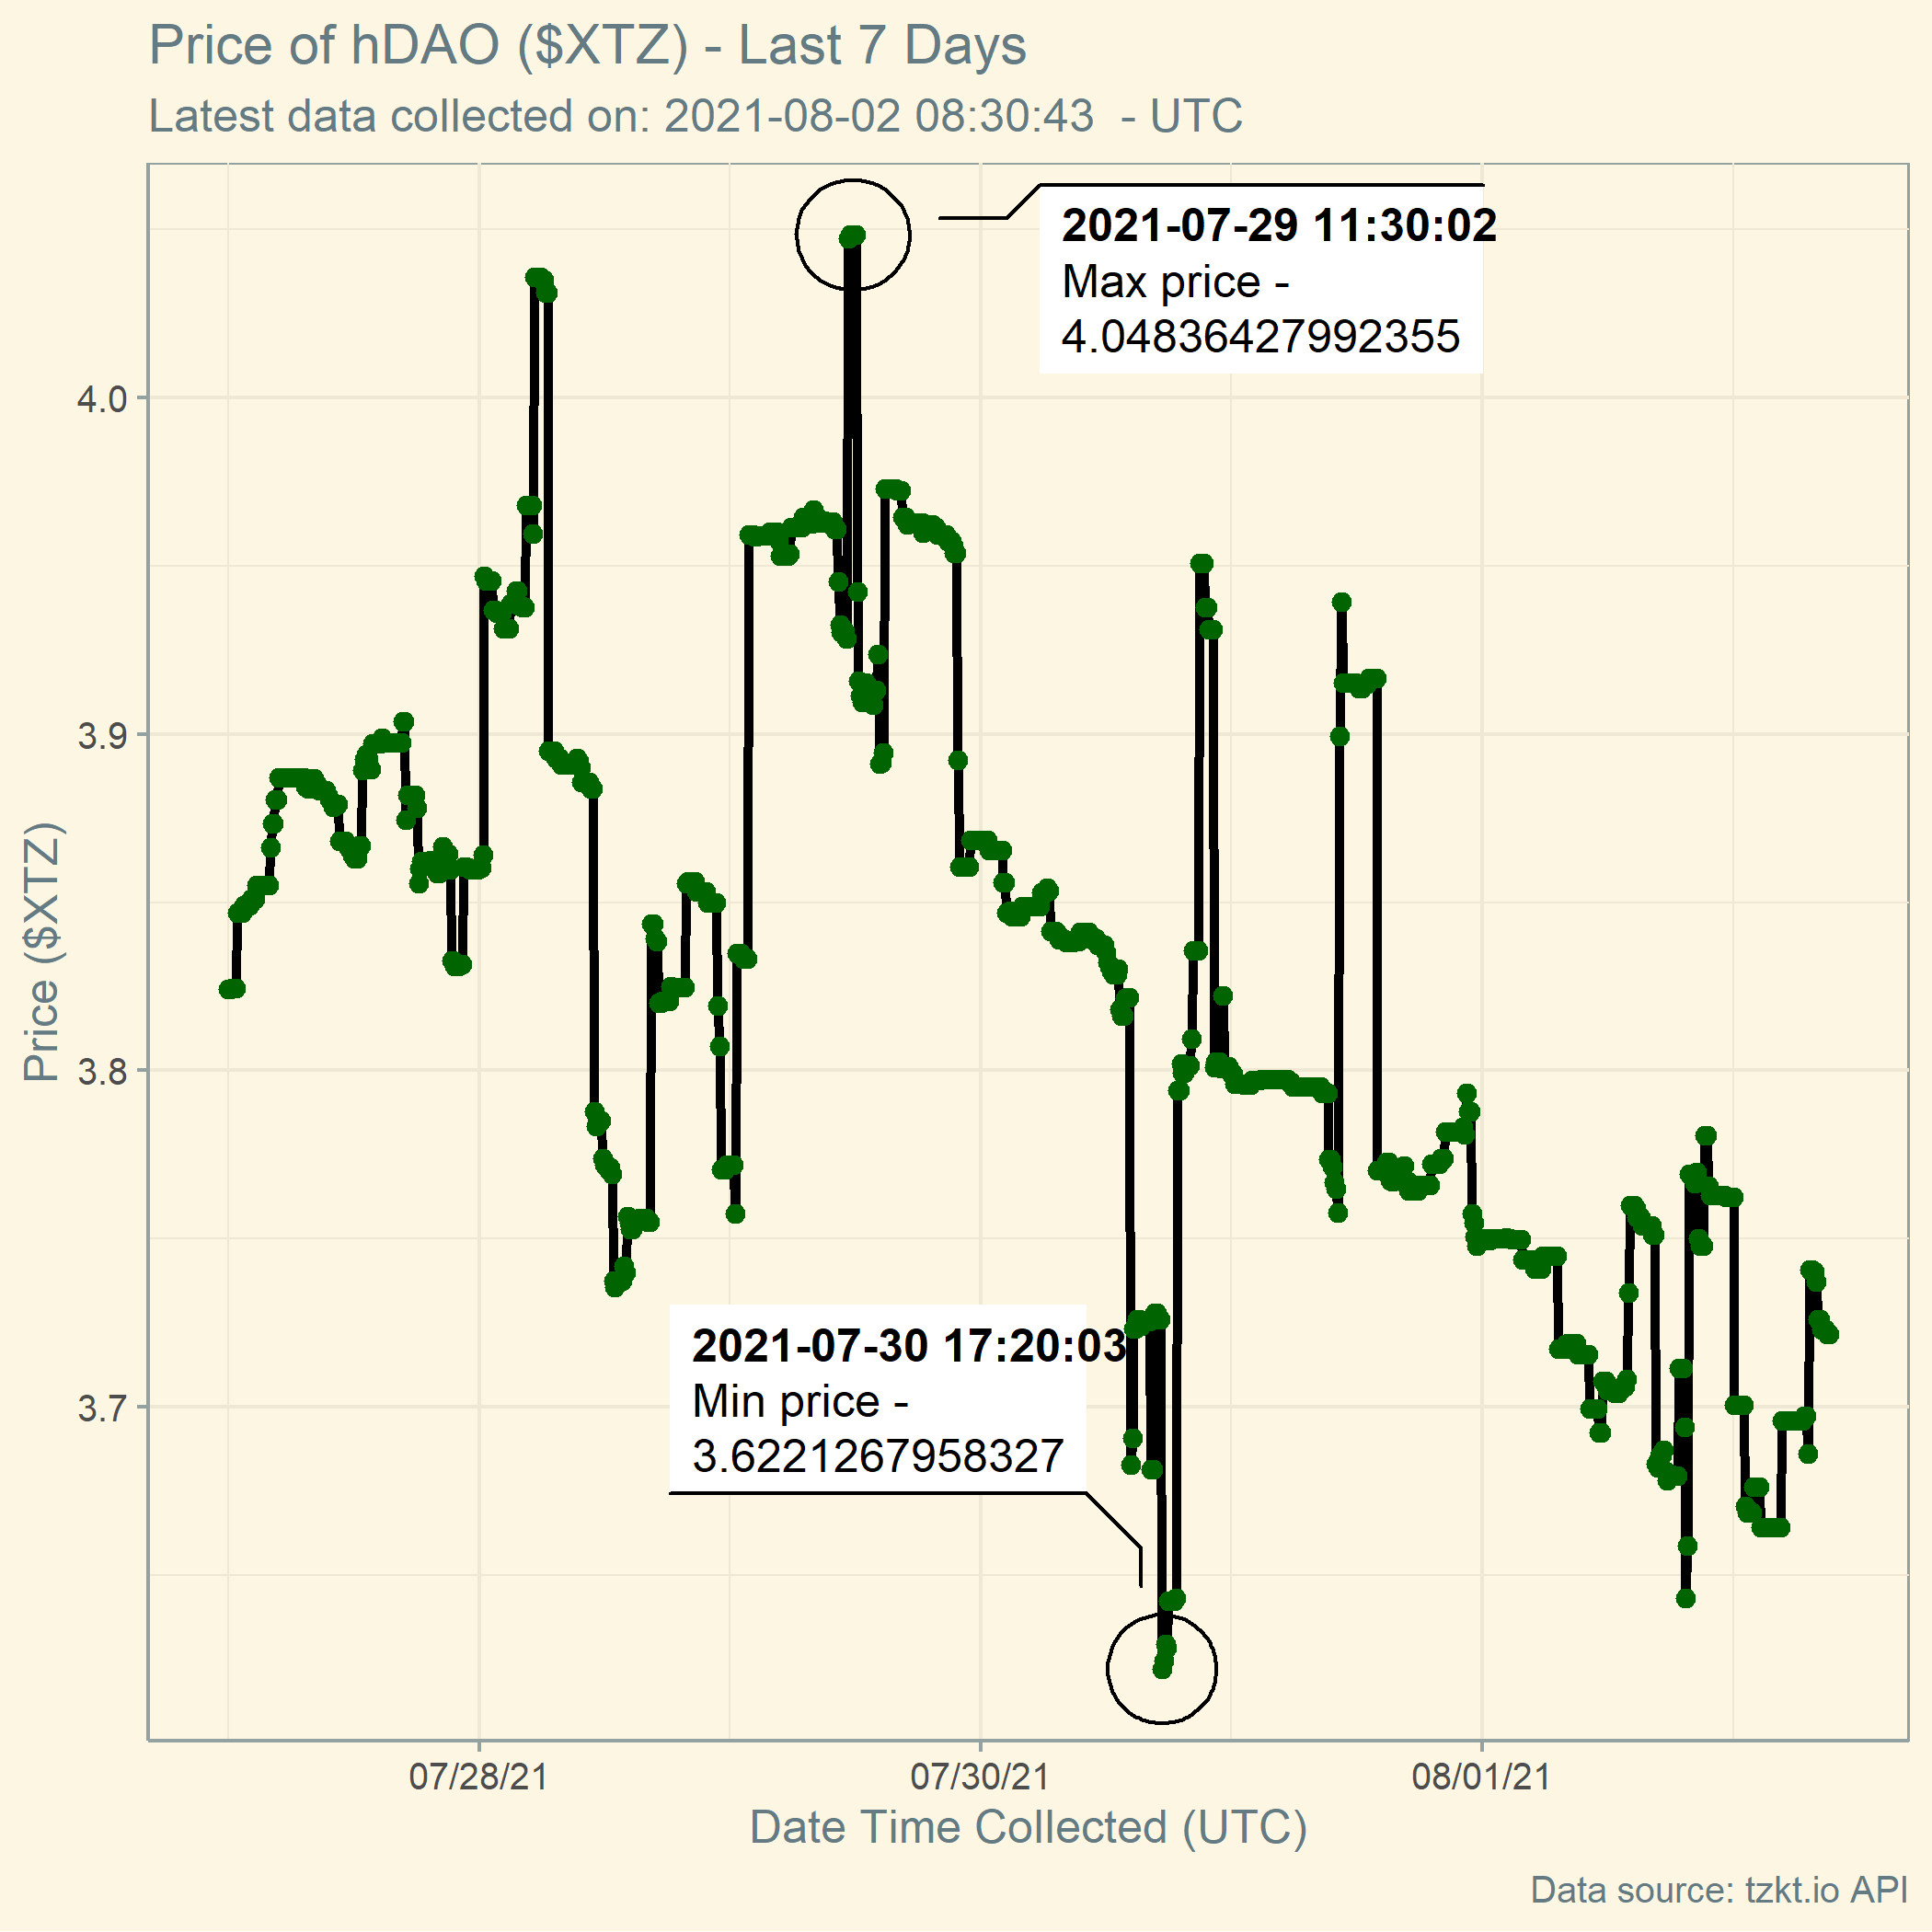 Price of hDAO ($XTZ) - Last 7 Days
Latest data collected on: 2021-08-02 08:30:43  - UTC
2021-07-29 11:30:02
Max price -
4.04836427992355
4.0
3.9
3.8
3.7
Price ($XTZ)
2021-07-30 17:20:03
Min price -
3.6221267958327
07/28/21
07/30/21
08/01/21
Date Time Collected (UTC)
Data source: tzkt.io API